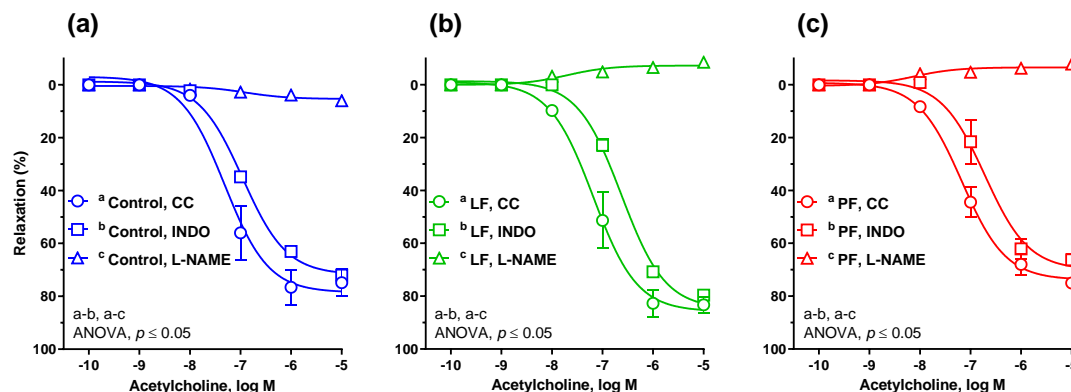 (a)
(b)
(c)
Relaxation (%)
0
20
40
60
80
100
a Control, CC
b Control, INDO
c Control, L-NAME
a-b, a-c
ANOVA, p ≤ 0.05
-10 -9 -8 -7 -6 -5
Acetylcholine, log M
0
20
40
60
80
100
a LF, CC
b LF, INDO
c LF, L-NAME
a-b, a-c
ANOVA, p ≤ 0.05
-10 -9 -8 -7 -6 -5
Acetylcholine, log M
0
20
40
60
80
100
a PF, CC
b PF, INDO
c PF, L-NAME
a-b, a-c
ANOVA, p ≤ 0.05
-10 -9 -8 -7 -6 -5
Acetylcholine, log M